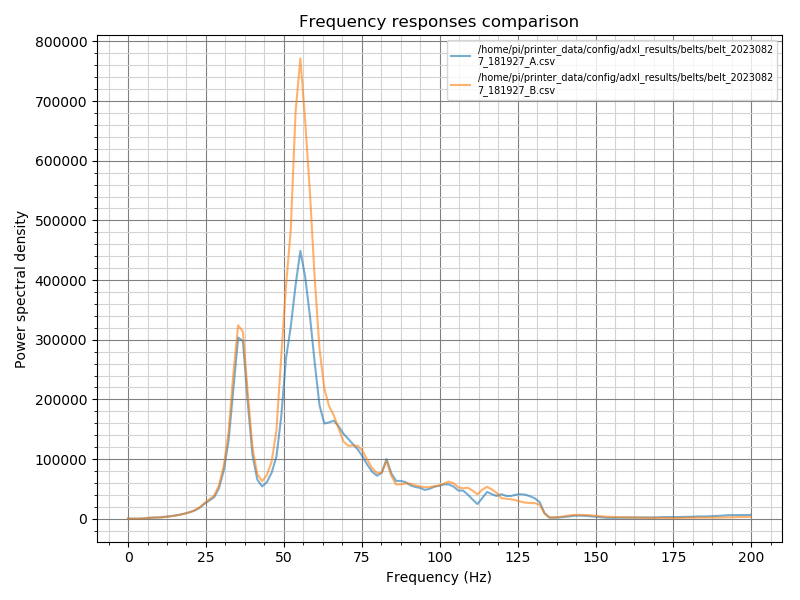 Frequency responses comparison
/home/pi/printer_data/config/adxl_results/belts/belt_2023082
7_181927_A.csv
/home/pi/printer_data/config/adxl_results/belts/belt_2023082
7_181927_B.csv
800000
700000
600000
500000
400000
300000
200000
100000
0
Power spectral density
0 25 50 75 100 125 150 175 200
Frequency (Hz)